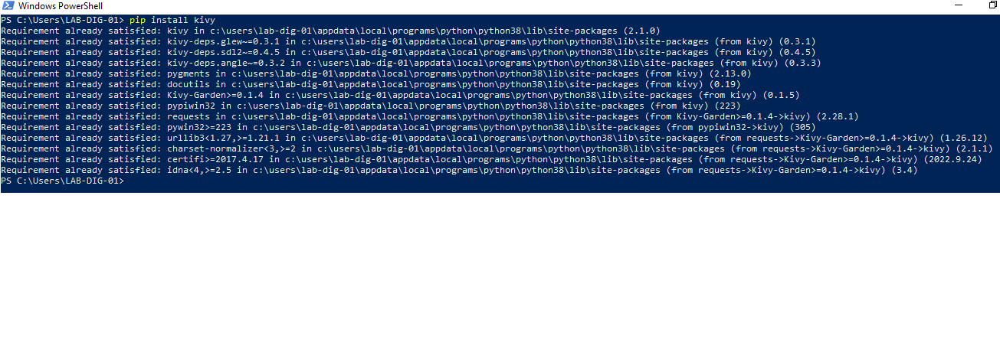 Windows PowerShell
PS C:\Users\LAB-DIG-01> pip install kivy
Requirement already satisfied: kivy in c:\users\lab-dig-01\appdata\local\programs\python\python38\lib\site-packages (2.1.0)
Requirement already satisfied: kivy-deps.glew~=0.3.1 in c:\users\lab-dig-01\appdata\local\programs\python\python38\lib\site-packages (from kivy) (0.3.1)
Requirement already satisfied: kivy-deps.sdl2~=0.4.5 in c:\users\lab-dig-01\appdata\local\programs\python\python38\lib\site-packages (from kivy) (0.4.5)
Requirement already satisfied: kivy-deps.angle~=0.3.2 in c:\users\lab-dig-01\appdata\local\programs\python\python38\lib\site-packages (from kivy) (0.3.3)
Requirement already satisfied: pygments in c:\users\lab-dig-01\appdata\local\programs\python\python38\lib\site-packages (from kivy) (2.13.0)
Requirement already satisfied: docutils in c:\users\lab-dig-01\appdata\local\programs\python\python38\lib\site-packages (from kivy) (0.19)
Requirement already satisfied: Kivy-Garden>=0.1.4 in c:\users\lab-dig-01\appdata\local\programs\python\python38\lib\site-packages (from kivy) (0.1.5)
Requirement already satisfied: pypiwin32 in c:\users\lab-dig-01\appdata\local\programs\python\python38\lib\site-packages (from kivy) (223)
Requirement already satisfied: requests in c:\users\lab-dig-01\appdata\local\programs\python\python38\lib\site-packages (from Kivy-Garden>=0.1.4->kivy) (2.28.1)
Requirement already satisfied: pywin32>=223 in c:\users\lab-dig-01\appdata\local\programs\python\python38\lib\site-packages (from pypiwin32->kivy) (305)
Requirement already satisfied: urllib3<1.27,>=1.21.1 in c:\users\lab-dig-01\appdata\local\programs\python\python38\lib\site-packages (from requests->Kivy-Garden>=0.1.4->kivy) (1.26.12)
Requirement already satisfied: charset-normalizer<3,>=2 in c:\users\lab-dig-01\appdata\local\programs\python\python38\lib\site-packages (from requests->Kivy-Garden>=0.1.4->kivy) (2.1.1)
Requirement already satisfied: certifi>=2017.4.17 in c:\users\lab-dig-01\appdata\local\programs\python\python38\lib\site-packages (from requests->Kivy-Garden>=0.1.4->kivy) (2022.9.24)
Requirement already satisfied: idna<4,>=2.5 in c:\users\lab-dig-01\appdata\local\programs\python\python38\lib\site-packages (from requests->Kivy-Garden>=0.1.4->kivy) (3.4)
PS C:\Users\LAB-DIG-01>